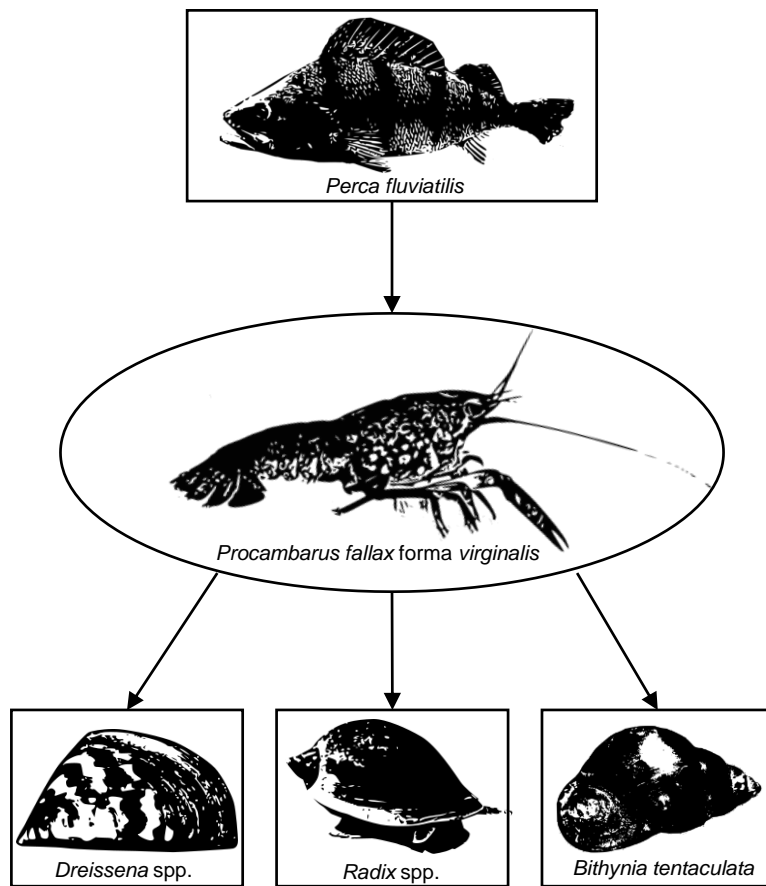 Perca fluviatilis
Procambarus fallax forma virginalis
Dreissena spp.
Radix spp.
Bithynia tentaculata